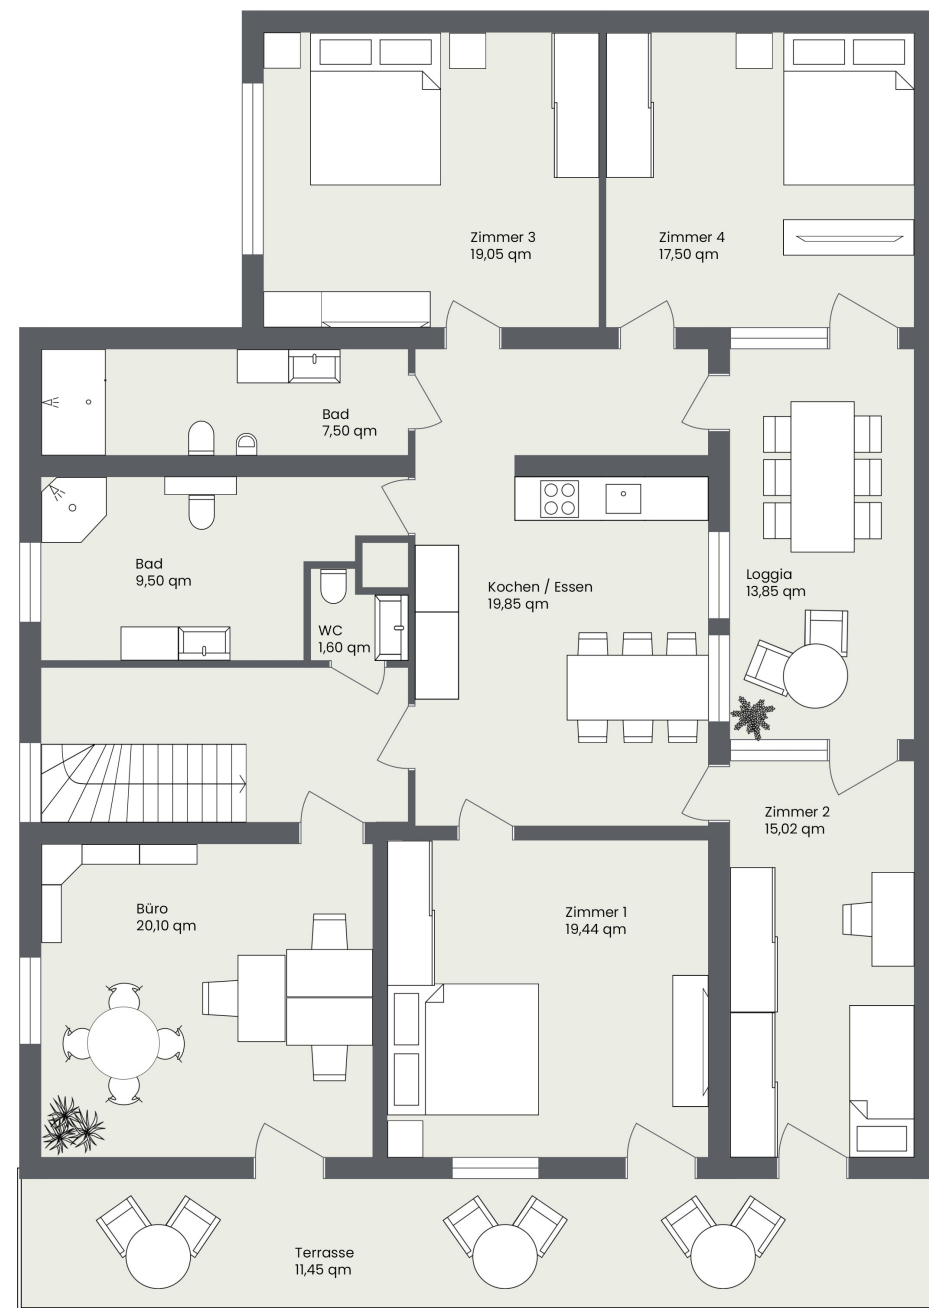 Zimmer 3
19,05 qm
Zimmer 4
17,50 qm
Bad
7,50 qm
Bad
9,50 qm
Kochen / Essen
19,85 qm
Loggia
13,85 qm
WC
1,60 qm
Zimmer 2
15,02 qm
Büro
20,10 qm
Zimmer 1
19,44 qm
Terrasse
11,45 qm